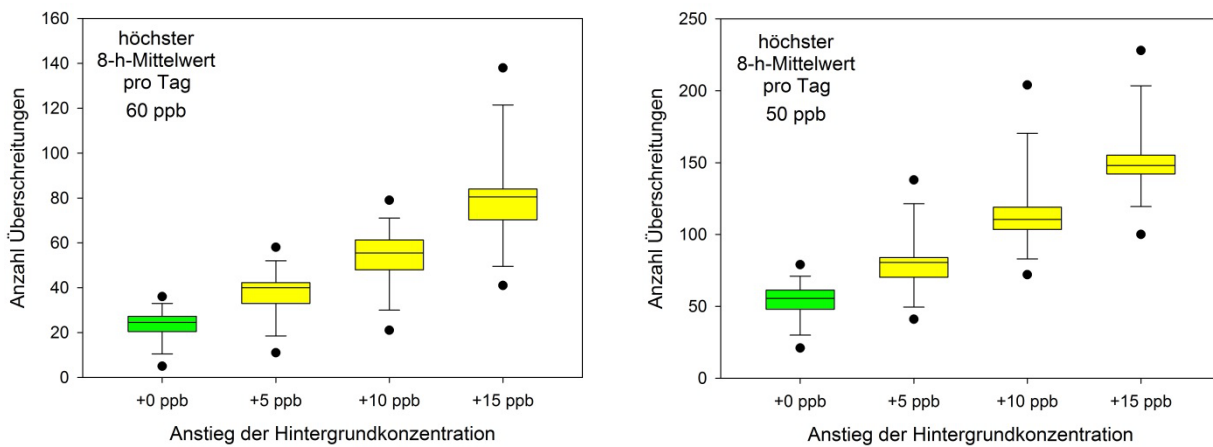 160
140
120
100
80
60
40
20
0
Anzahl Überschreitungen
höchster
8-h-Mittelwert
pro Tag
60 ppb
+0 ppb +5 ppb +10 ppb +15 ppb
Anstieg der Hintergrundkonzentration
250
200
150
100
50
0
Anzahl Überschreitungen
höchster
8-h-Mittelwert
pro Tag
50 ppb
+0 ppb +5 ppb +10 ppb +15 ppb
Anstieg der Hintergrundkonzentration